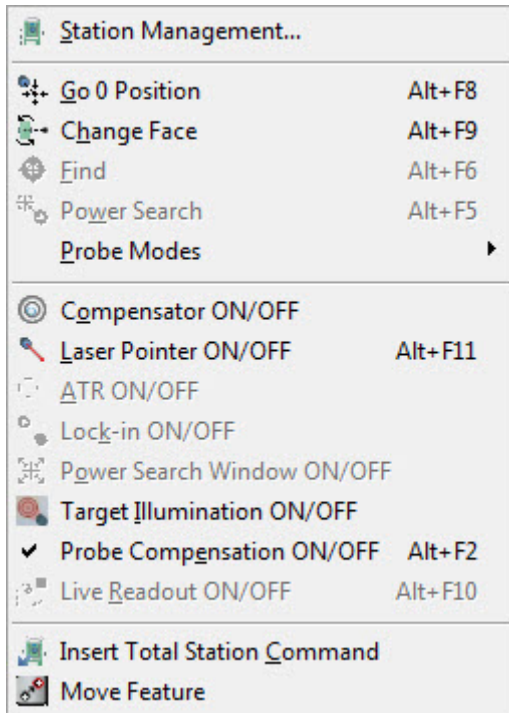 Station Management...
Go 0 Position Alt+F8
Change Face Alt+F9
Find Alt+F6
Power Search Alt+F5
Probe Modes
Compensator ON/OFF
Laser Pointer ON/OFF Alt+F11
ATR ON/OFF
Lock-in ON/OFF
Power Search Window ON/OFF
Target Illumination ON/OFF
Probe Compensation ON/OFF Alt+F2
Live Readout ON/OFF Alt+F10
Insert Total Station Command
Move Feature